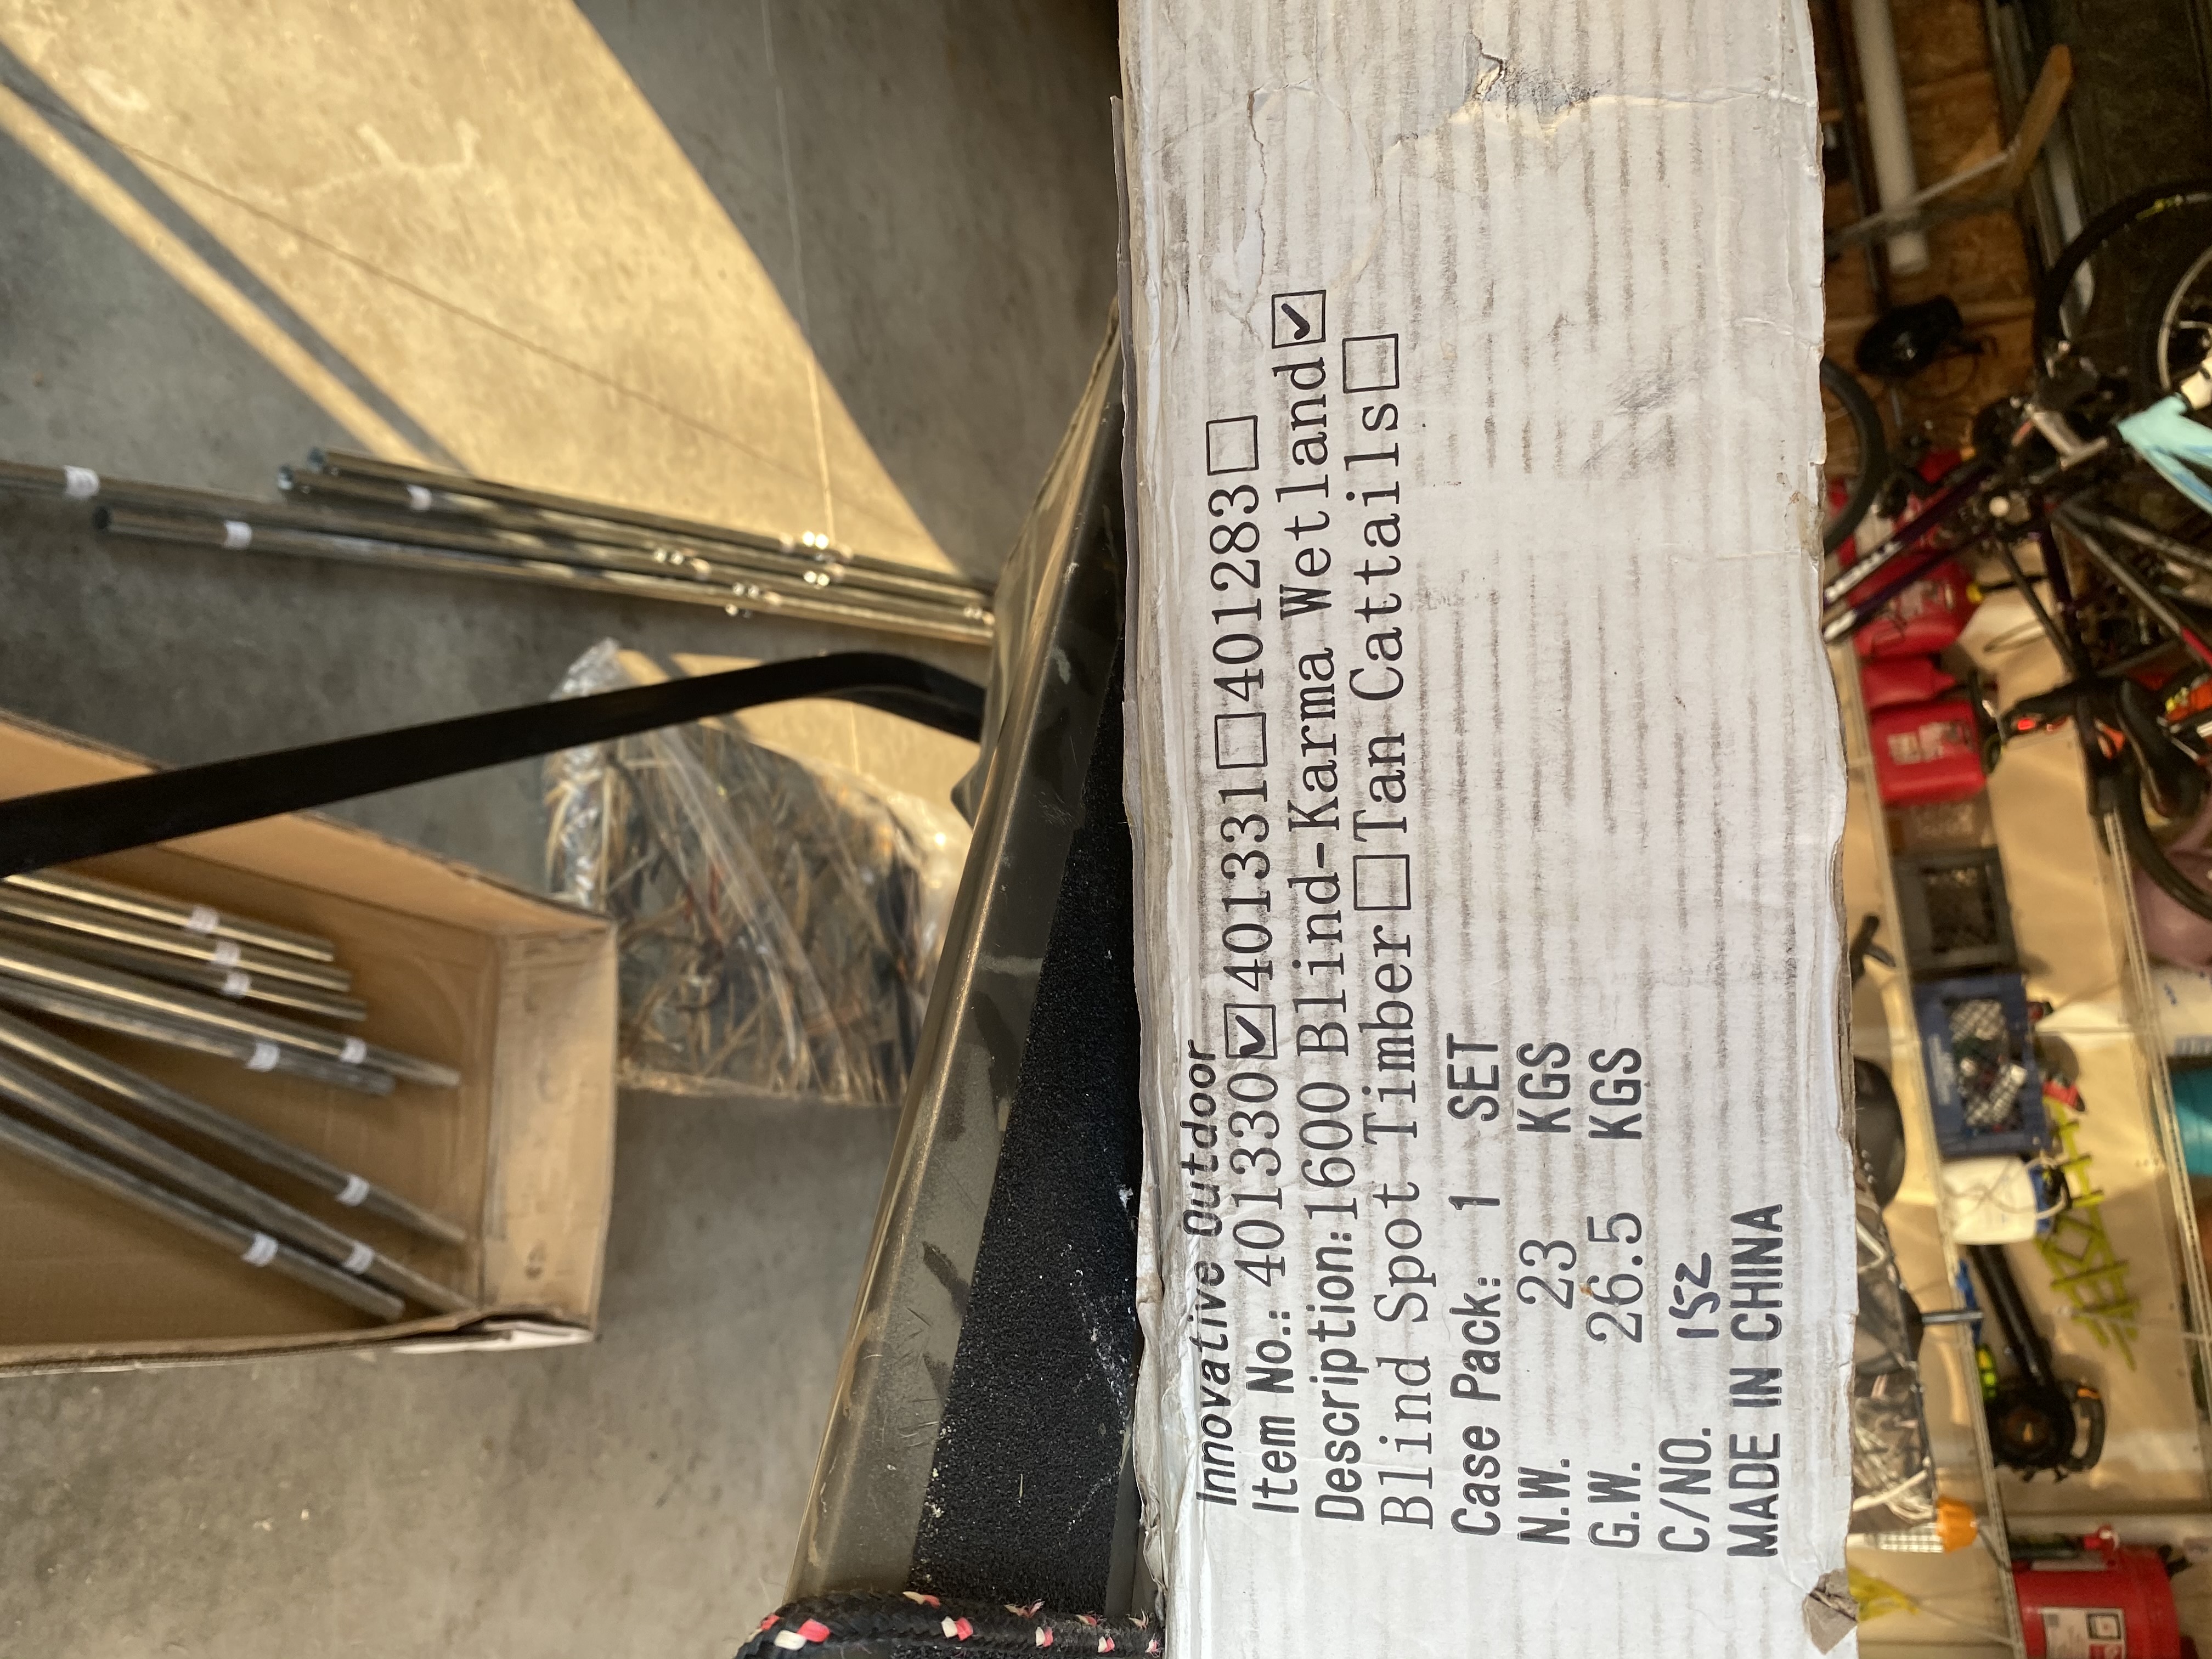 Innovative Outdoor
Item No.: 401330☑401331☐401283☐
Description:1600 Blind-Karma Wetland☑
Blind Spot Timber☐Tan Cattails☐
Case Pack: 1 SET
N.W. 23 KGS
G.W. 26.5 KGS
C/NO. 152
MADE IN CHINA